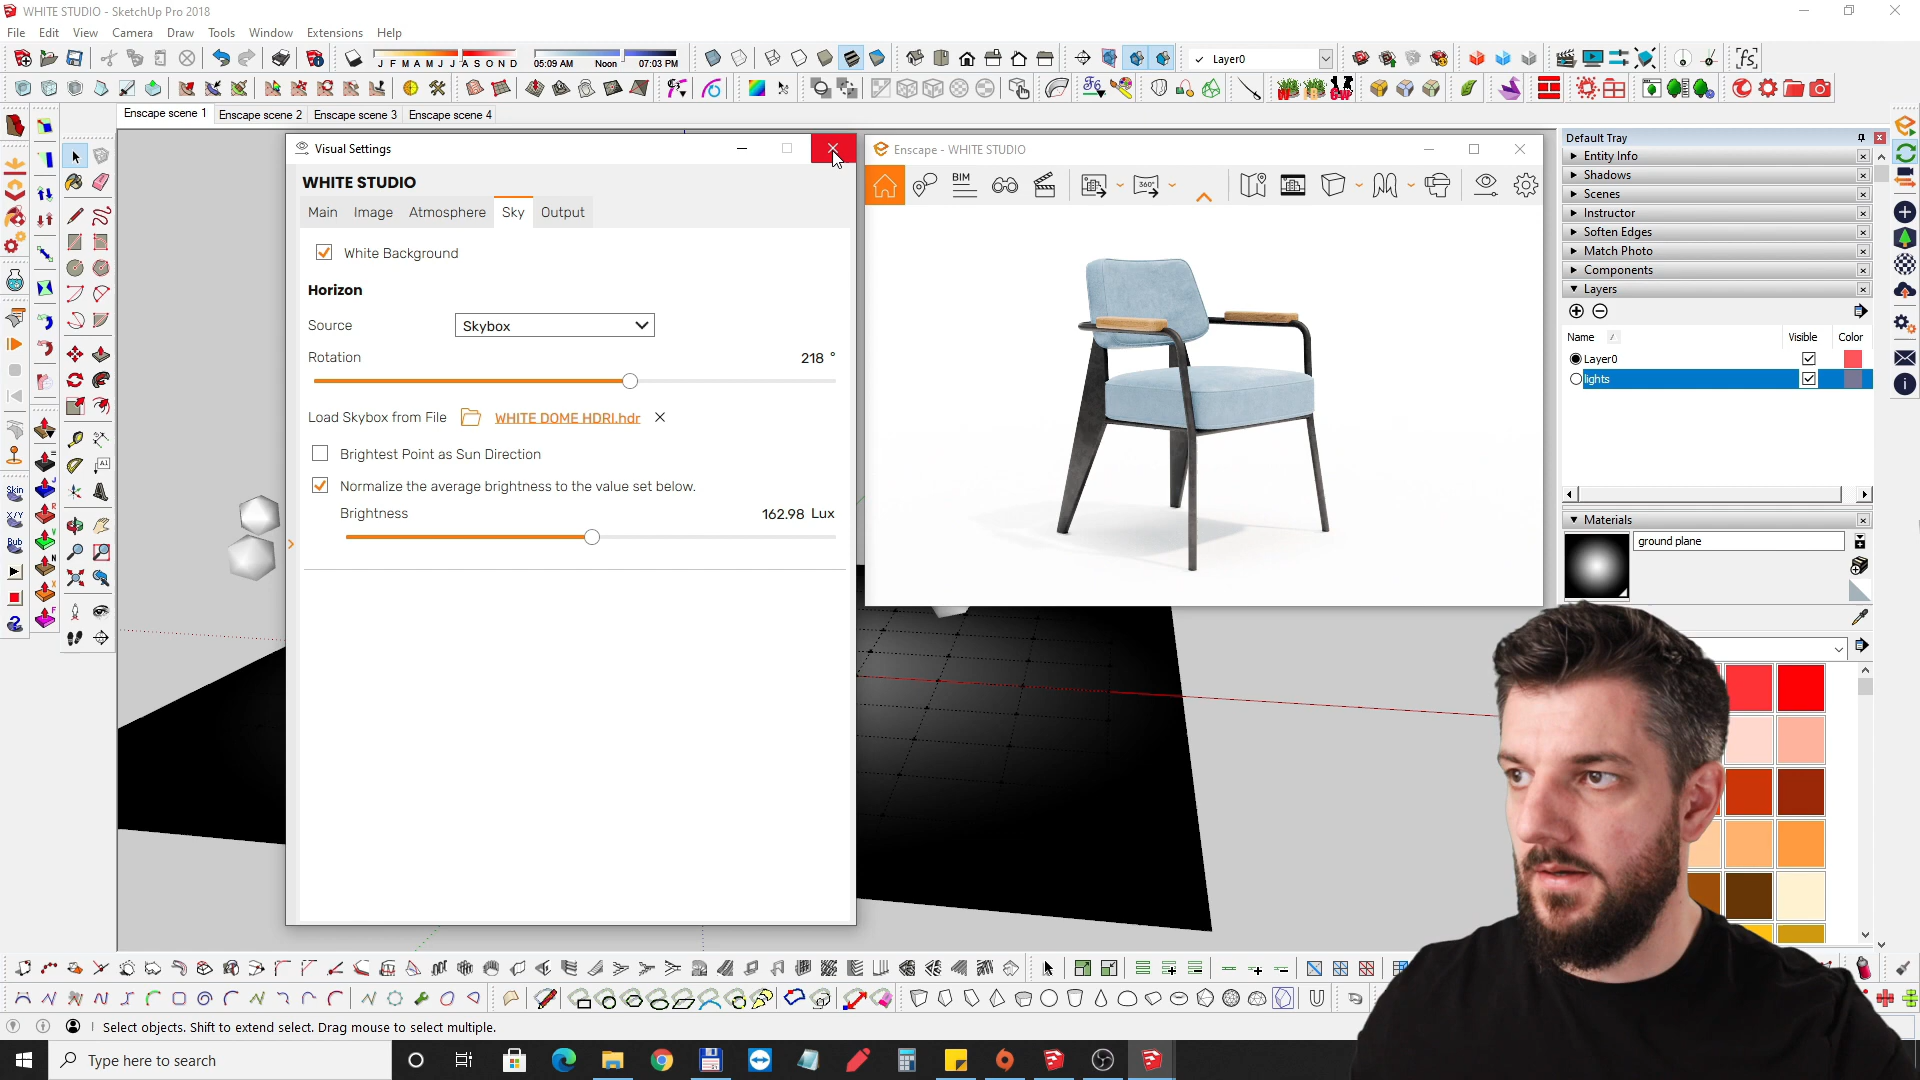 WHITE STUDIO - SketchUp Pro 2018
File Edit View Camera Draw Tools Window Extensions Help
J F M A M J J A S O N D 05:09 AM Noon 07:03 PM
Layer0
Enscape scene 1 Enscape scene 2 Enscape scene 3 Enscape scene 4
Visual Settings
WHITE STUDIO
Main Image Atmosphere Sky Output
White Background
Horizon
Source Skybox
Rotation 218 °
Load Skybox from File WHITE DOME HDRI.hdr
Brightest Point as Sun Direction
Normalize the average brightness to the value set below.
Brightness 162.98 Lux
Enscape - WHITE STUDIO
BIM
360°
Default Tray
Entity Info
Shadows
Scenes
Instructor
Soften Edges
Match Photo
Components
Layers
Name Visible Color
Layer0
lights
Materials
ground plane
Skin
X/Y
Bub
Select objects. Shift to extend select. Drag mouse to select multiple.
Type here to search